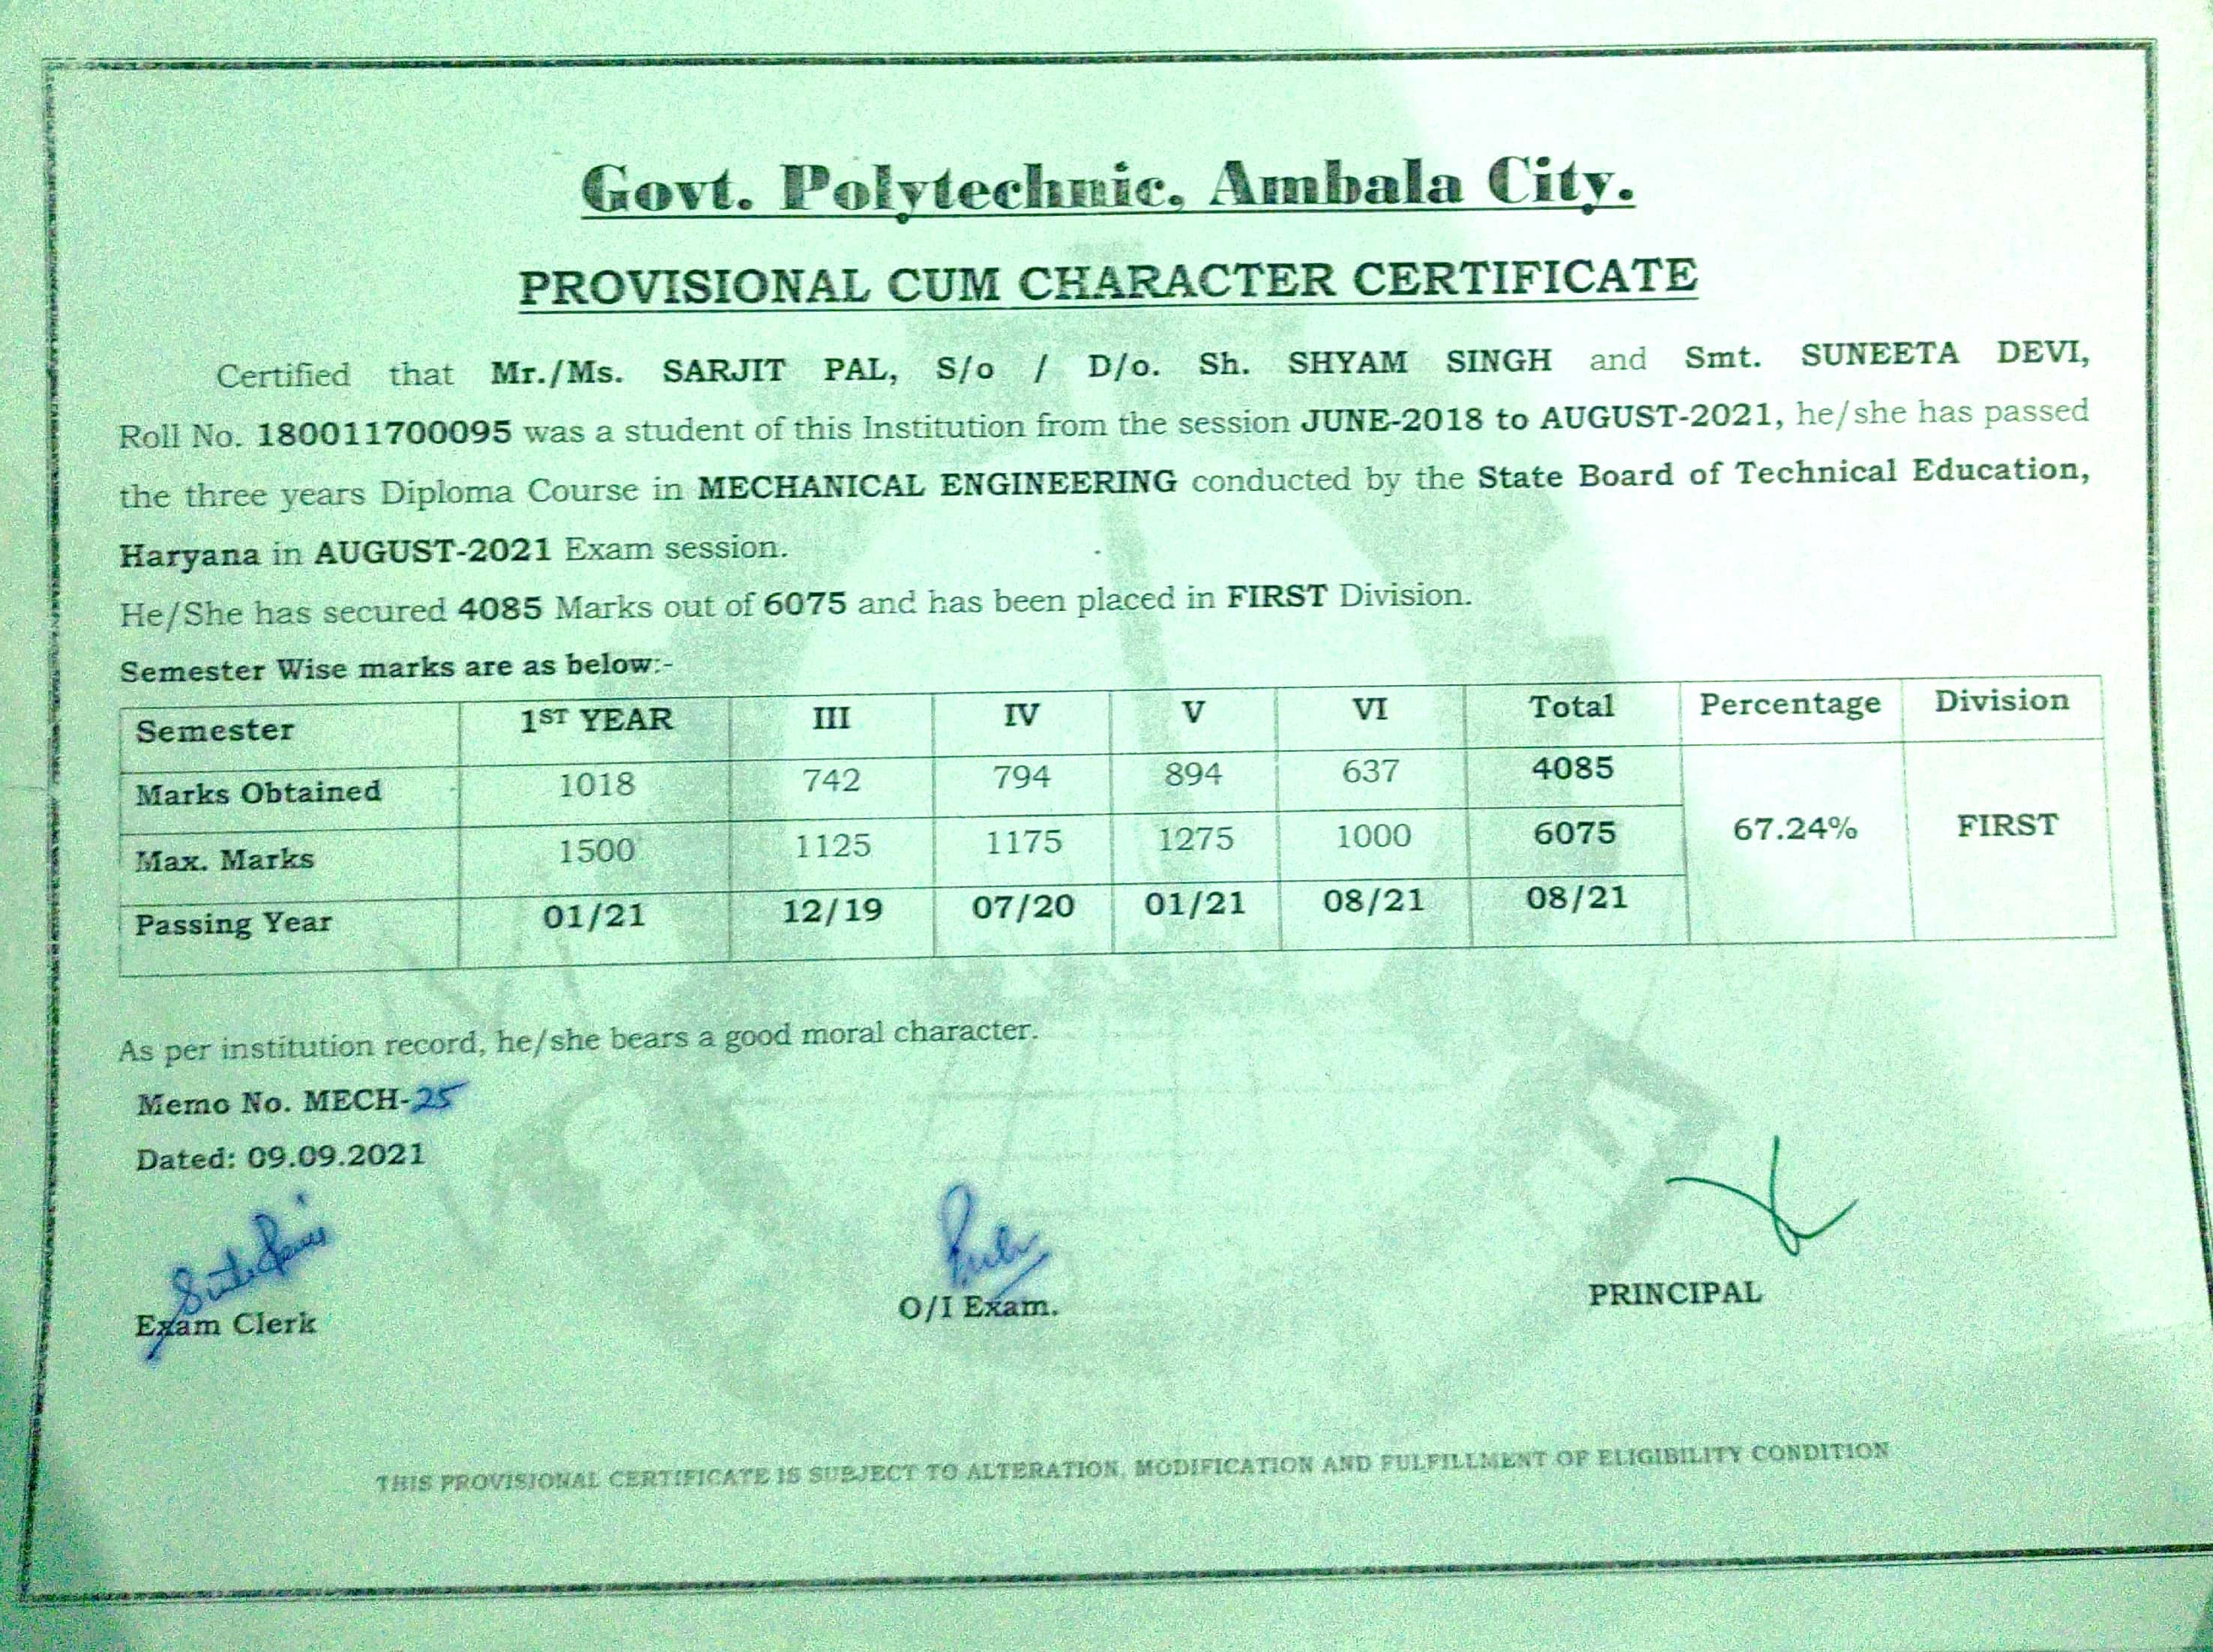 Govt. Polytechnic, Ambala City.
PROVISIONAL CUM CHARACTER CERTIFICATE
Certified that Mr./Ms. SARJIT PAL, S/o / D/o. Sh. SHYAM SINGH and Smt. SUNEETA DEVI,
Roll No. 180011700095 was a student of this Institution from the session JUNE-2018 to AUGUST-2021, he/she has passed
the three years Diploma Course in MECHANICAL ENGINEERING conducted by the State Board of Technical Education,
Haryana in AUGUST-2021 Exam session.
He/She has secured 4085 Marks out of 6075 and has been placed in FIRST Division.
Semester Wise marks are as below:-
Semester 1ST YEAR III IV V VI Total Percentage Division
Marks Obtained 1018 742 794 894 637 4085
Max. Marks 1500 1125 1175 1275 1000 6075 67.24% FIRST
Passing Year 01/21 12/19 07/20 01/21 08/21 08/21
As per institution record, he/she bears a good moral character.
Memo No. MECH-25
Dated: 09.09.2021
Exam Clerk O/I Exam. PRINCIPAL
THIS PROVISIONAL CERTIFICATE IS SUBJECT TO ALTERATION, MODIFICATION AND FULFILLMENT OF ELIGIBILITY CONDITION